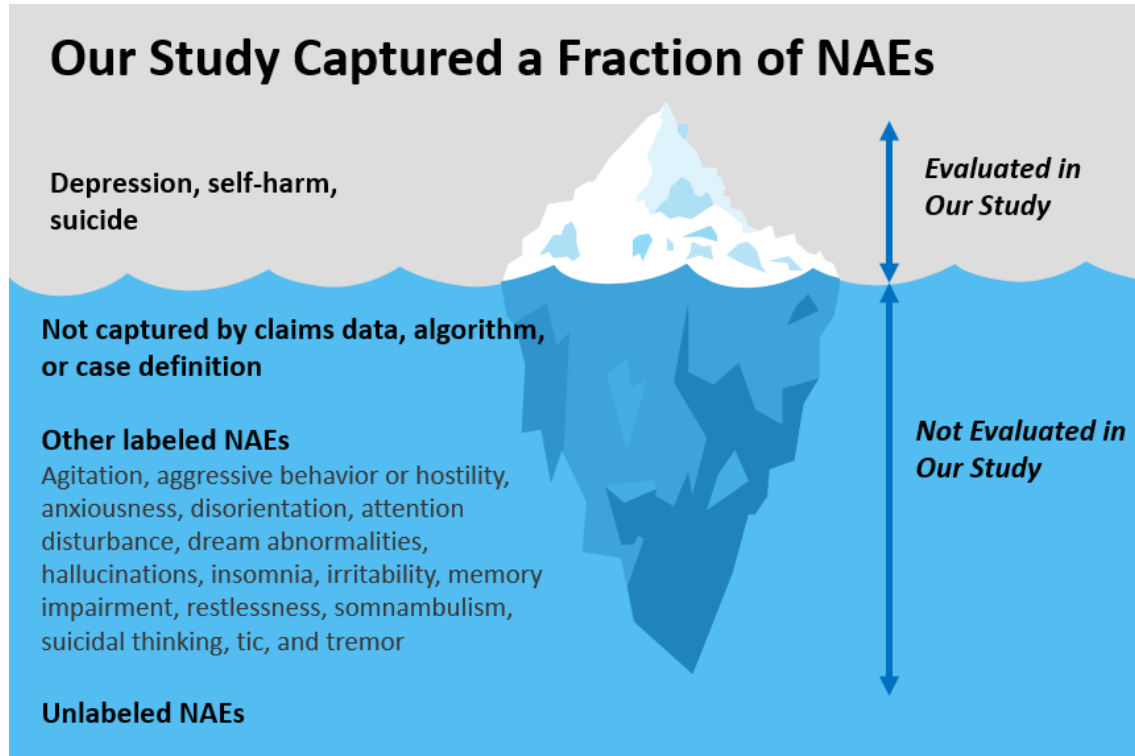 Our Study Captured a Fraction of NAEs
Depression, self-harm,
suicide
Evaluated in
Our Study
Not captured by claims data, algorithm,
or case definition
Other labeled NAEs
Agitation, aggressive behavior or hostility,
anxiousness, disorientation, attention
disturbance, dream abnormalities,
hallucinations, insomnia, irritability, memory
impairment, restlessness, somnambulism,
suicidal thinking, tic, and tremor
Not Evaluated in
Our Study
Unlabeled NAEs